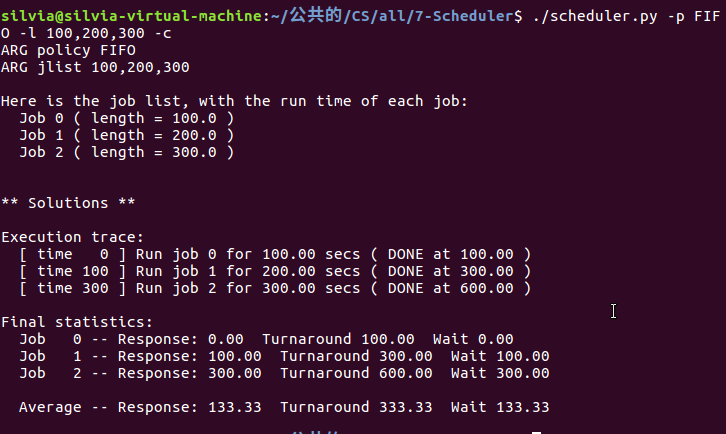 silvia@silvia-virtual-machine:~/公共的/CS/all/7-Scheduler$ ./scheduler.py -p FIF
O -l 100,200,300 -c
ARG policy FIFO
ARG jlist 100,200,300
Here is the job list, with the run time of each job:
Job 0 ( length = 100.0 )
Job 1 ( length = 200.0 )
Job 2 ( length = 300.0 )
** Solutions **
Execution trace:
[ time   0 ] Run job 0 for 100.00 secs ( DONE at 100.00 )
[ time 100 ] Run job 1 for 200.00 secs ( DONE at 300.00 )
[ time 300 ] Run job 2 for 300.00 secs ( DONE at 600.00 )
Final statistics:
Job   0 -- Response: 0.00  Turnaround 100.00  Wait 0.00
Job   1 -- Response: 100.00  Turnaround 300.00  Wait 100.00
Job   2 -- Response: 300.00  Turnaround 600.00  Wait 300.00
Average -- Response: 133.33  Turnaround 333.33  Wait 133.33